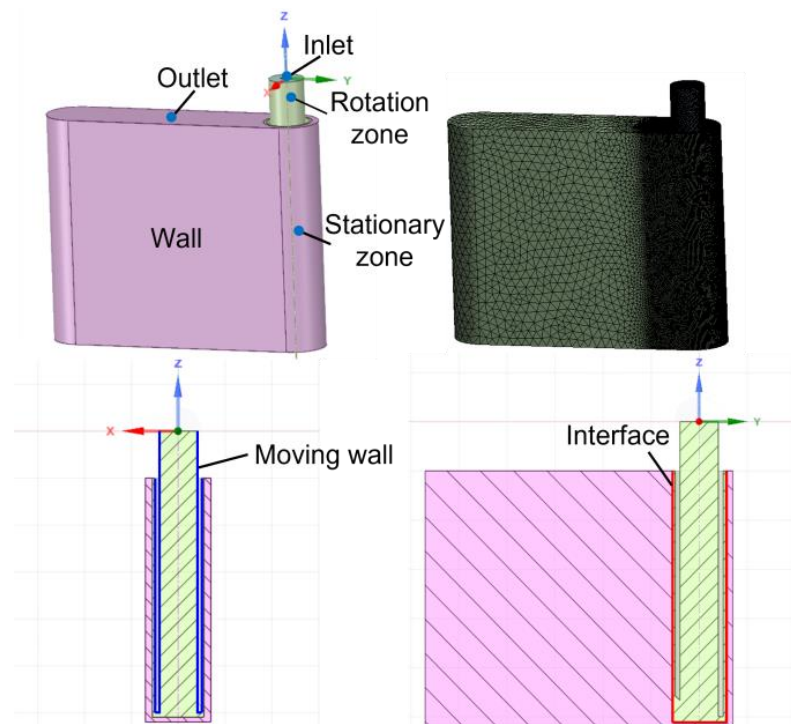 Z
Inlet
Y
X
Outlet
Rotation
zone
Wall
Stationary
zone
Z
X
Moving wall
Z
Y
Interface